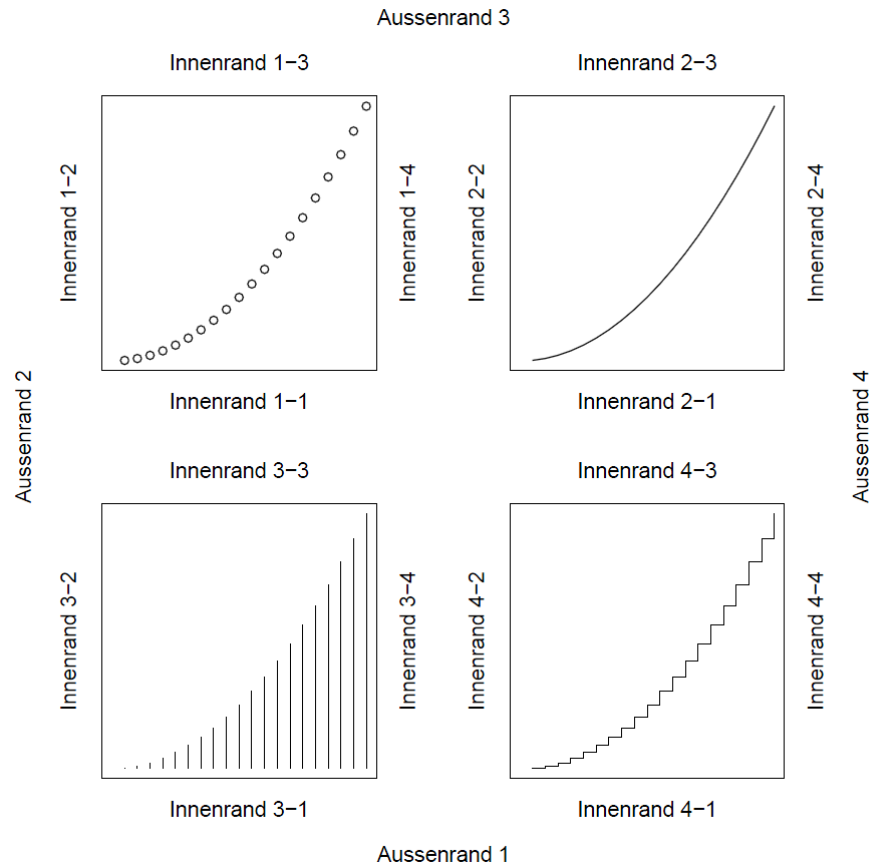 Aussenrand 3
Innenrand 1−3
Innenrand 2−3
Innenrand 1−2
Innenrand 1−4
Innenrand 2−2
Innenrand 2−4
Innenrand 1−1
Innenrand 2−1
Aussenrand 2
Aussenrand 4
Innenrand 3−3
Innenrand 4−3
Innenrand 3−2
Innenrand 3−4
Innenrand 4−2
Innenrand 4−4
Innenrand 3−1
Innenrand 4−1
Aussenrand 1